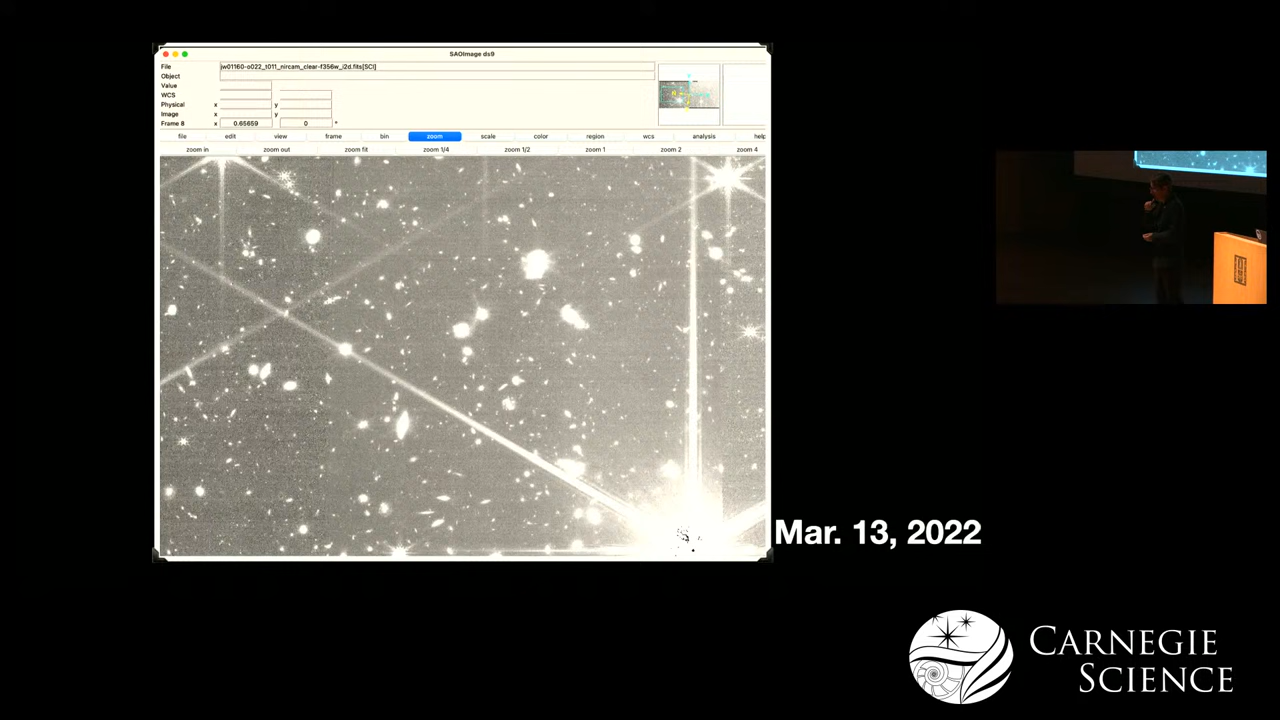 SAOImage ds9
File jw01160-o022_t011_nircam_clear-f356w_i2d.fits[SCI]
Object
Value
WCS
Physical x y
Image x y
Frame 8 x 0.65659 0 °
file edit view frame bin zoom scale color region wcs analysis help
zoom in zoom out zoom fit zoom 1/4 zoom 1/2 zoom 1 zoom 2 zoom 4
Mar. 13, 2022
CARNEGIE
SCIENCE